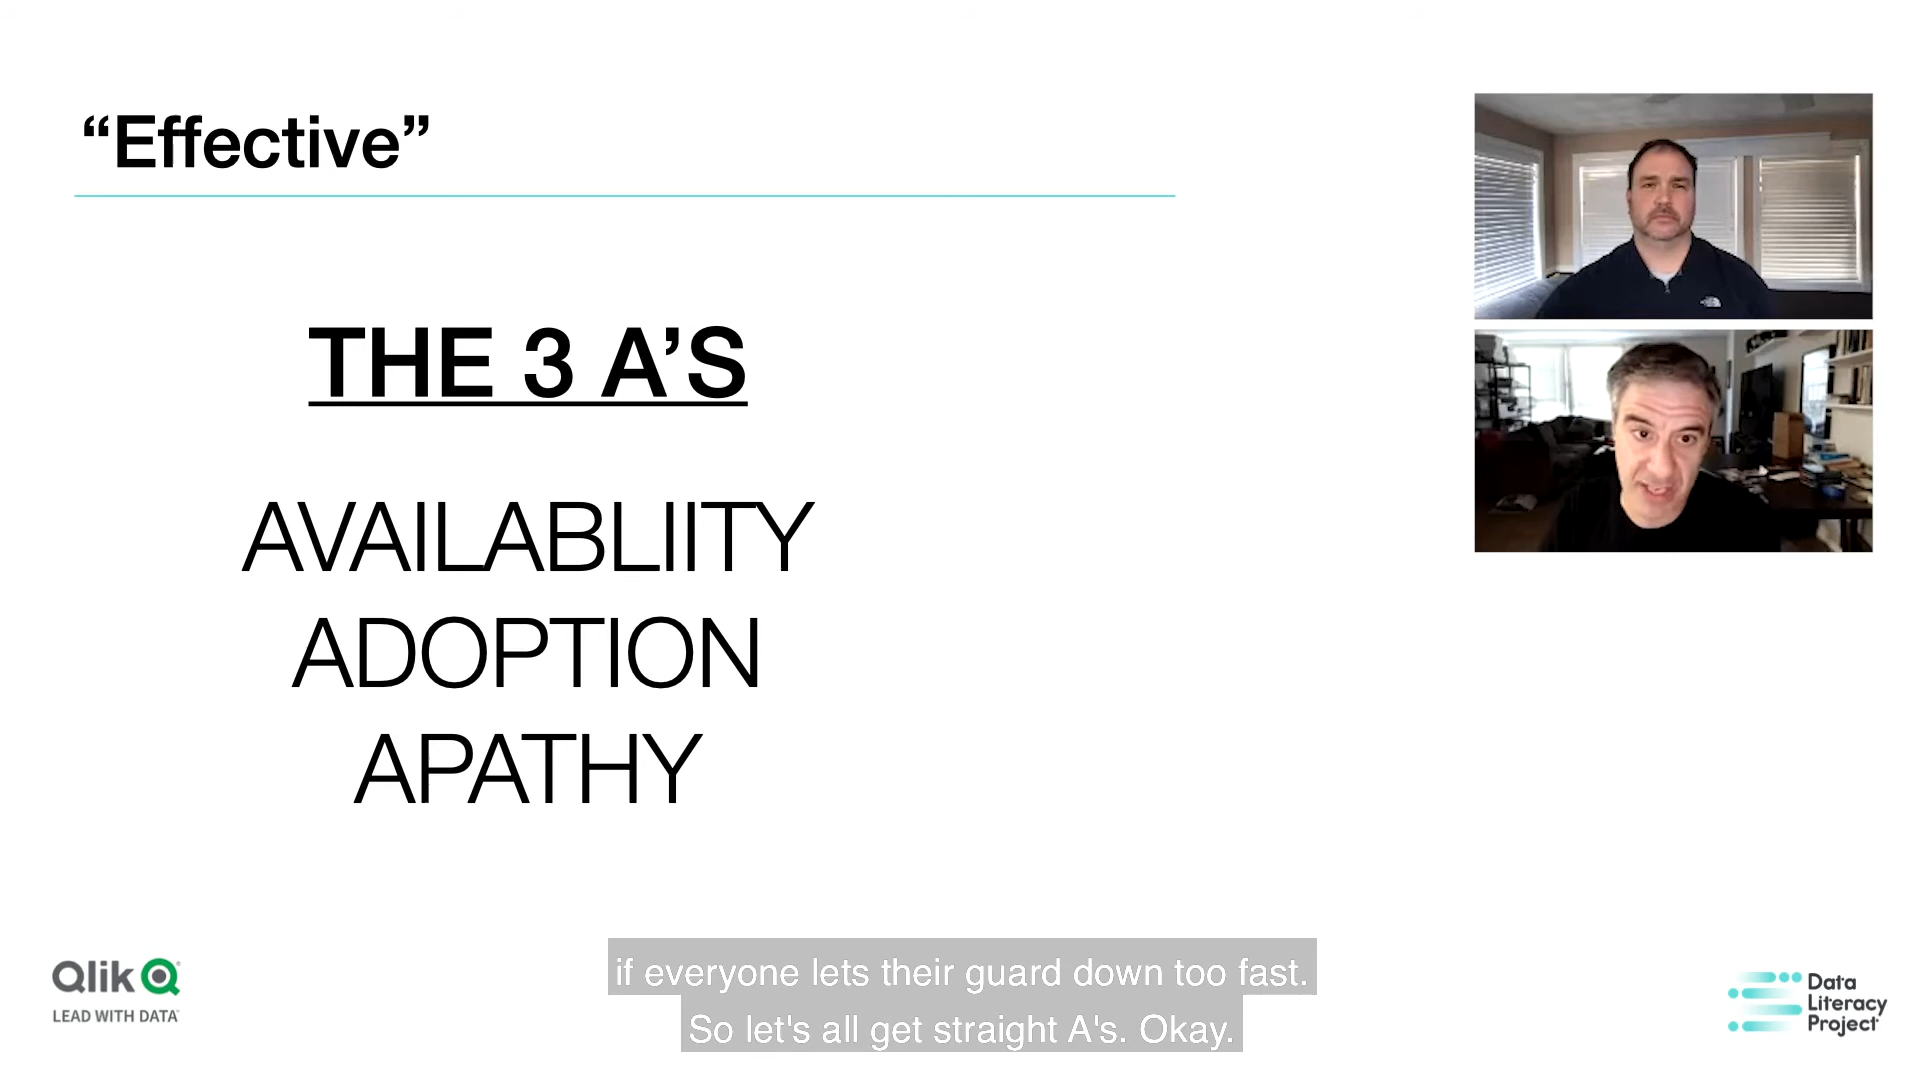 “Effective”
THE 3 A’S
AVAILABLIITY
ADOPTION
APATHY
if everyone lets their guard down too fast.
So let's all get straight A's. Okay.
Qlik
LEAD WITH DATA
Data
Literacy
Project